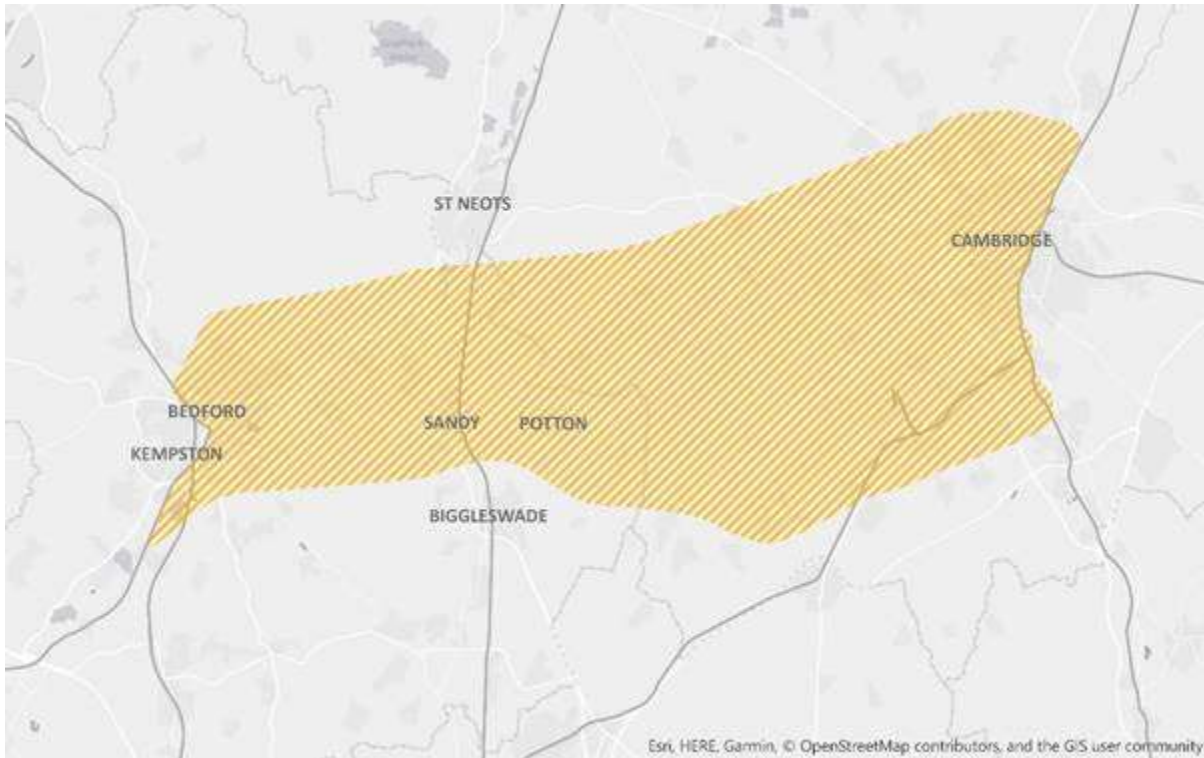 ST NEOTS
CAMBRIDGE
BEDFORD
SANDY
POTTON
KEMPSTON
BIGGLESWADE
Esri, HERE, Garmin, © OpenStreetMap contributors, and the GIS user community